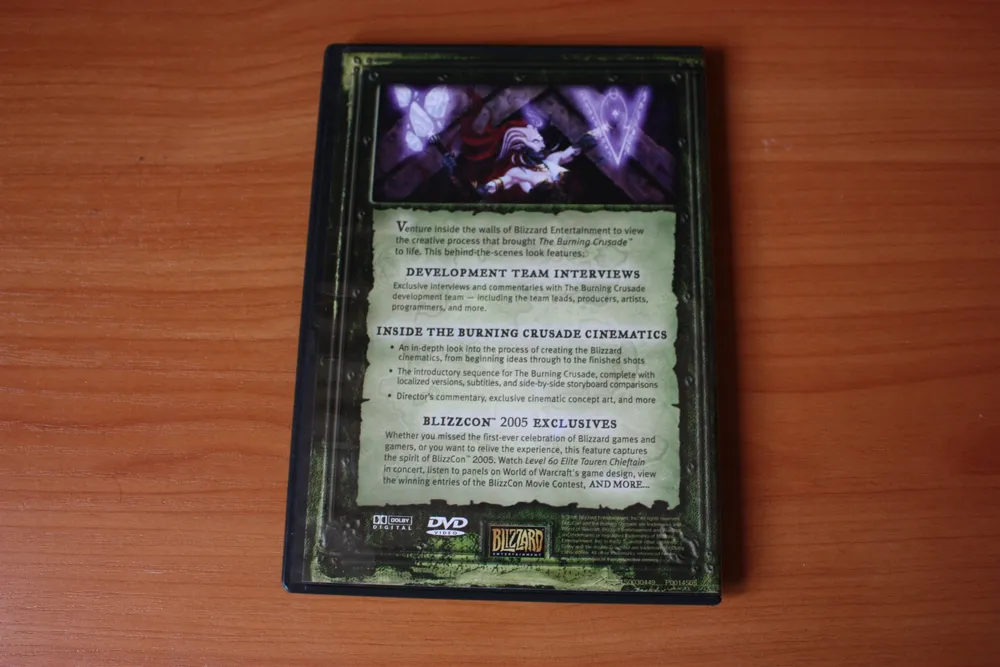 Venture inside the walls of Blizzard Entertainment to view
the creative process that brought The Burning Crusade™
to life. This behind-the-scenes look features:
DEVELOPMENT TEAM INTERVIEWS
Exclusive interviews and commentaries with The Burning Crusade
development team — including the team leads, producers, artists,
programmers, and more.
INSIDE THE BURNING CRUSADE CINEMATICS
• An in-depth look into the process of creating the Blizzard
cinematics, from beginning ideas through to the finished shots
• The introductory sequence for The Burning Crusade, complete with
localized versions, subtitles, and side-by-side storyboard comparisons
• Director's commentary, exclusive cinematic concept art, and more
BLIZZCON™ 2005 EXCLUSIVES
Whether you missed the first-ever celebration of Blizzard games and
gamers, or you want to relive the experience, this feature captures
the spirit of BlizzCon™ 2005. Watch Level 60 Elite Tauren Chieftain
in concert, listen to panels on World of Warcraft's game design, view
the winning entries of the BlizzCon Movie Contest, AND MORE...
DOLBY
DIGITAL
DVD
VIDEO
BLIZZARD
ENTERTAINMENT